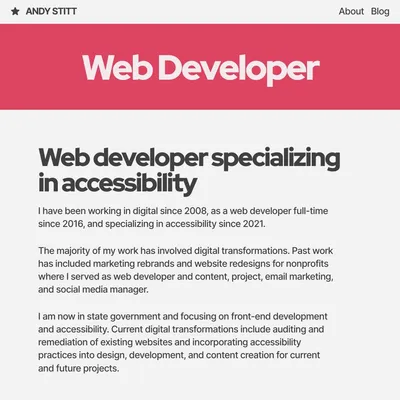 ANDY STITT
About Blog
Web Developer
Web developer specializing
in accessibility
I have been working in digital since 2008, as a web developer full-time
since 2016, and specializing in accessibility since 2021.
The majority of my work has involved digital transformations. Past work
has included marketing rebrands and website redesigns for nonprofits
where I served as web developer and content, project, email marketing,
and social media manager.
I am now in state government and focusing on front-end development
and accessibility. Current digital transformations include auditing and
remediation of existing websites and incorporating accessibility
practices into design, development, and content creation for current
and future projects.